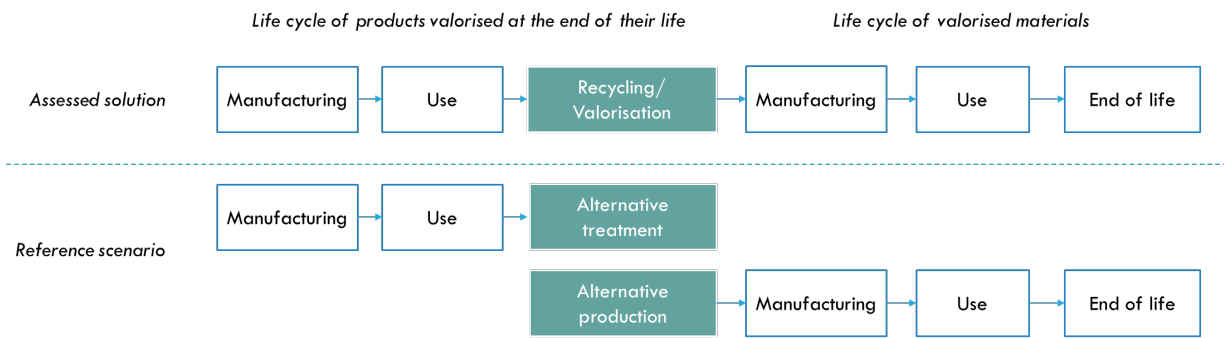 Life cycle of products valorised at the end of their life
Life cycle of valorised materials
Assessed solution
Manufacturing
Use
Recycling/
Valorisation
Manufacturing
Use
End of life
Reference scenario
Manufacturing
Use
Alternative
treatment
Alternative
production
Manufacturing
Use
End of life